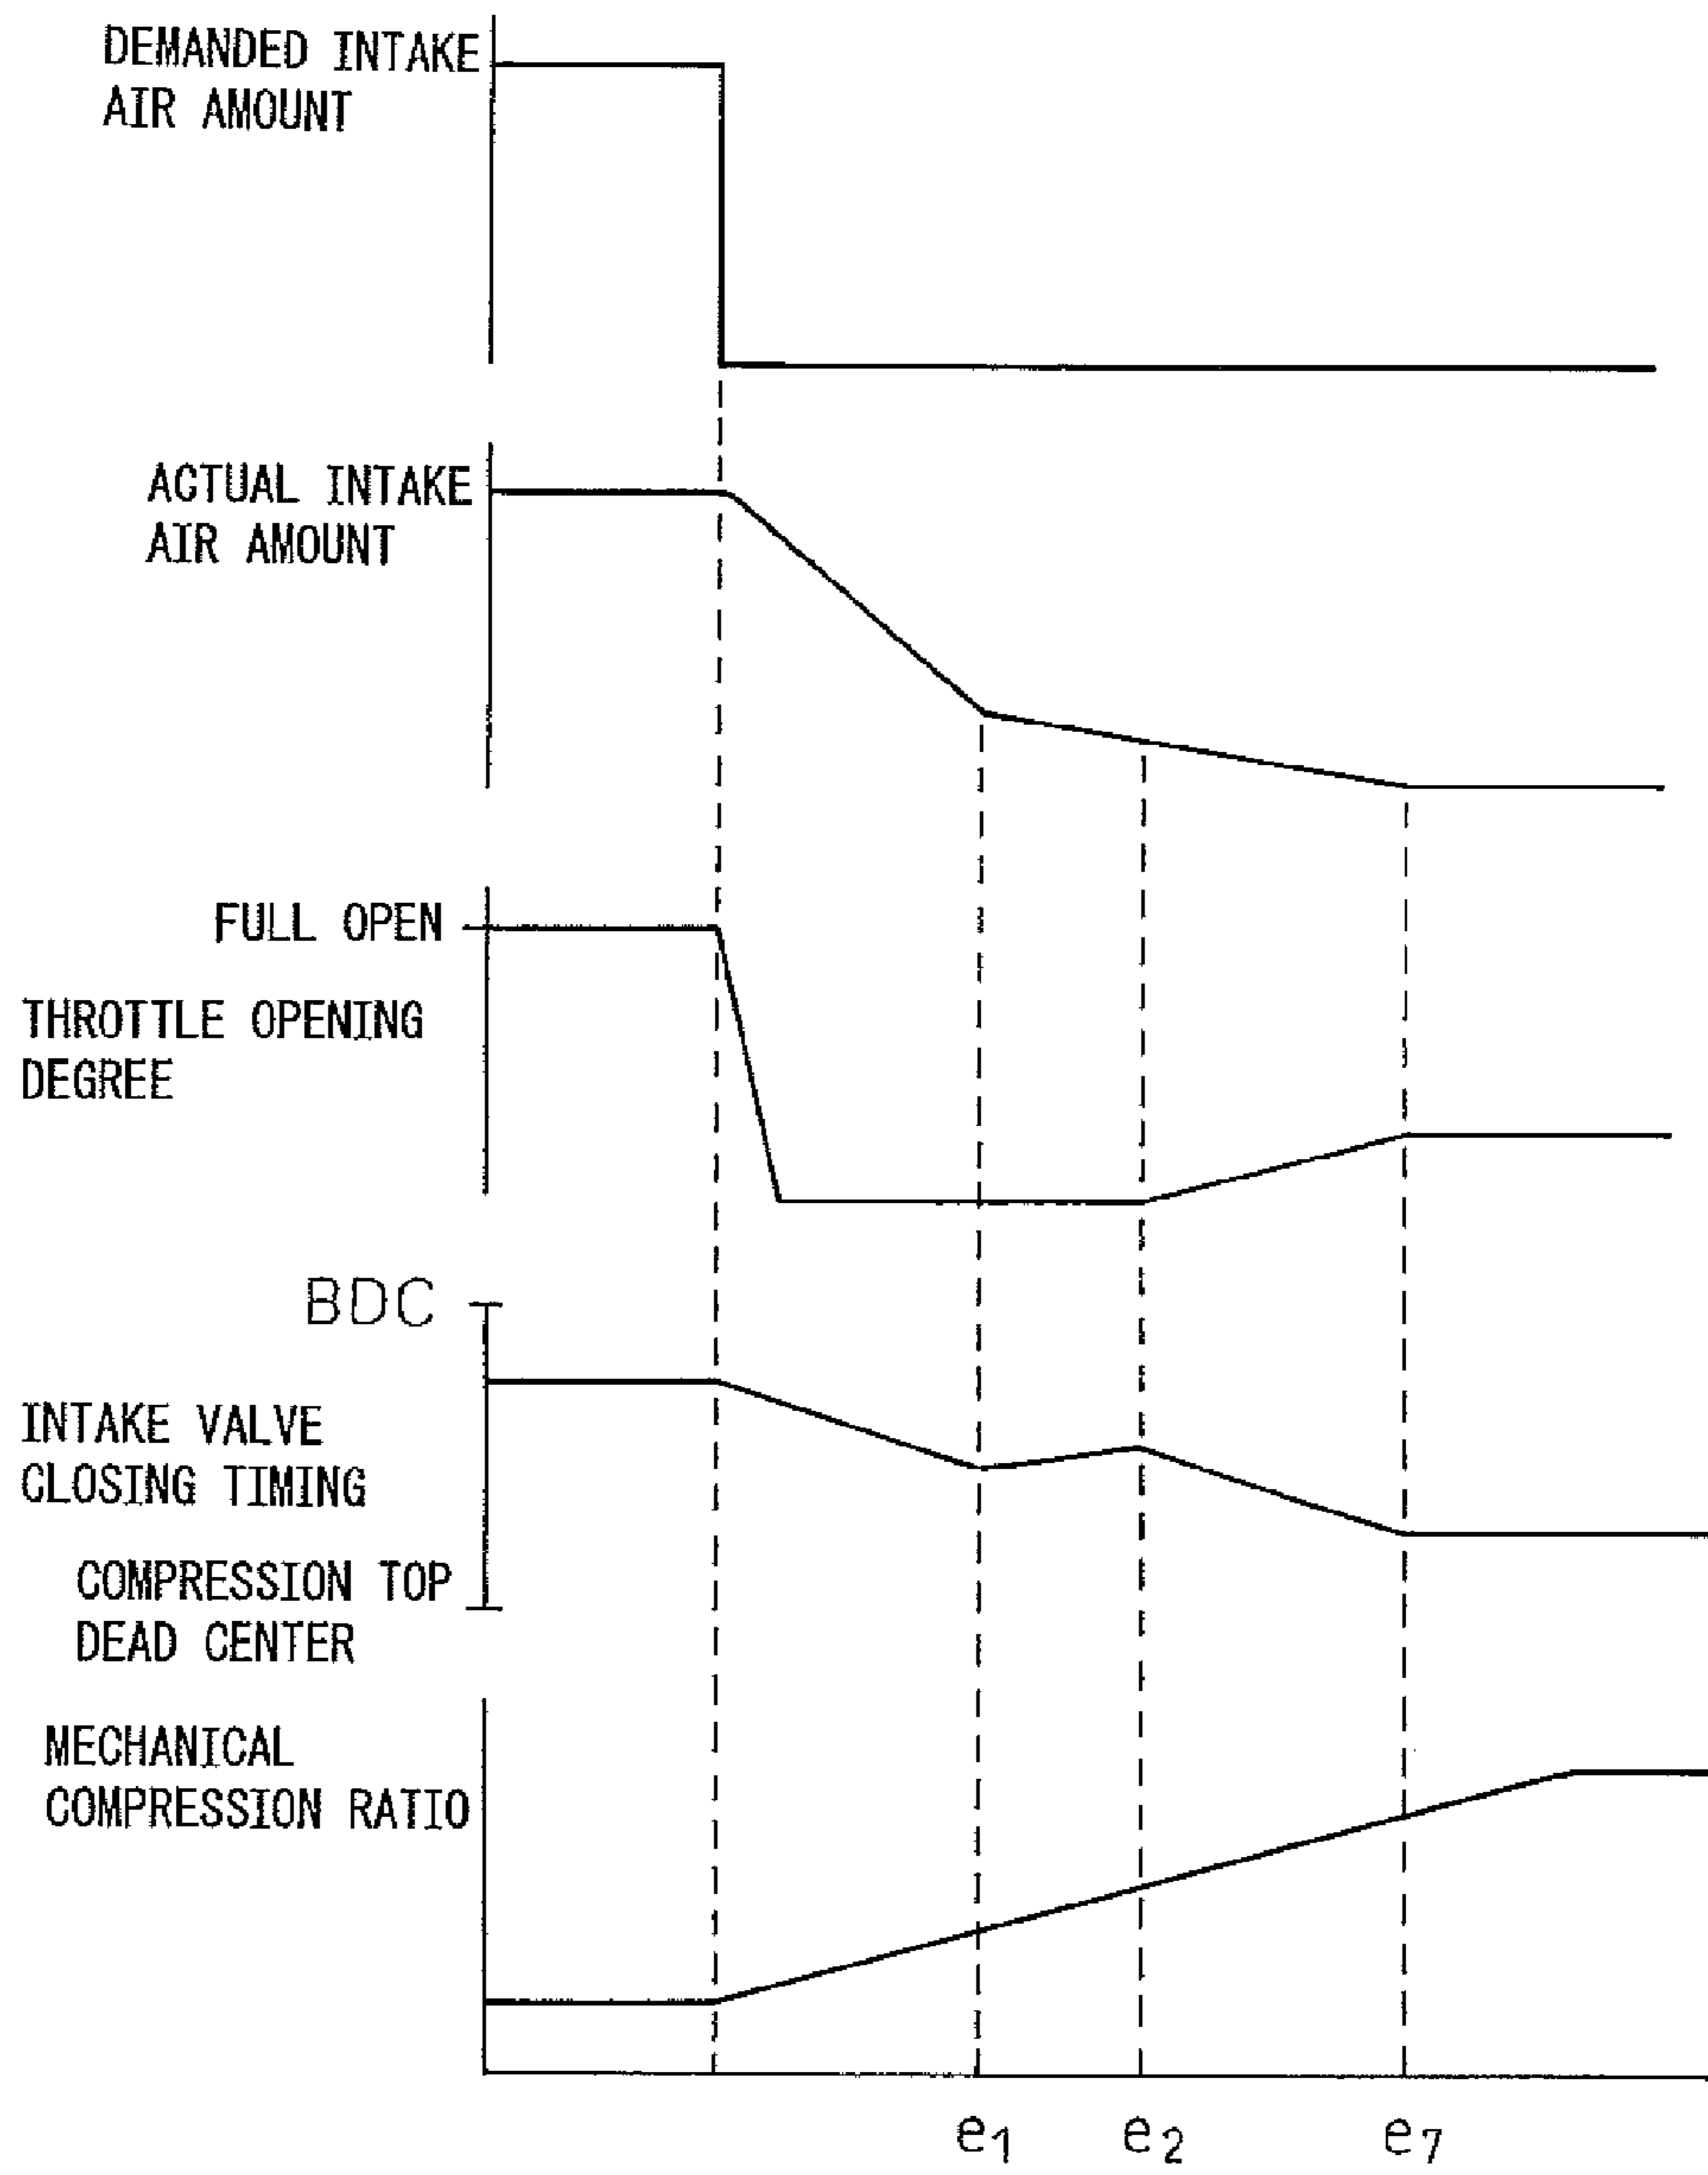 DEMANDED INTAKE
AIR AMOUNT
ACTUAL INTAKE
AIR AMOUNT
FULL OPEN
THROTTLE OPENING
DEGREE
BDC
INTAKE VALVE
CLOSING TIMING
COMPRESSION TOP
DEAD CENTER
MECHANICAL
COMPRESSION RATIO
e1 e2 e7